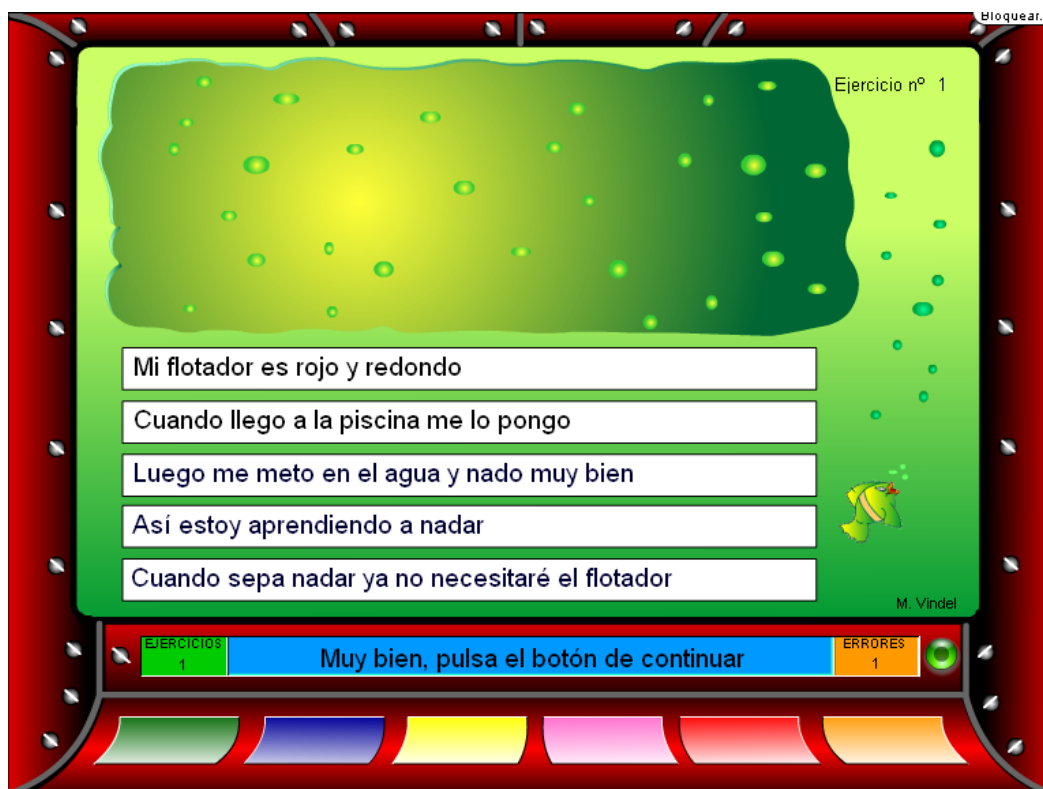 Bloquear.
Ejercicio nº 1
Mi flotador es rojo y redondo
Cuando llego a la piscina me lo pongo
Luego me meto en el agua y nado muy bien
Así estoy aprendiendo a nadar
Cuando sepa nadar ya no necesitaré el flotador
M. Vindel
EJERCICIOS
1
Muy bien, pulsa el botón de continuar
ERRORES
1